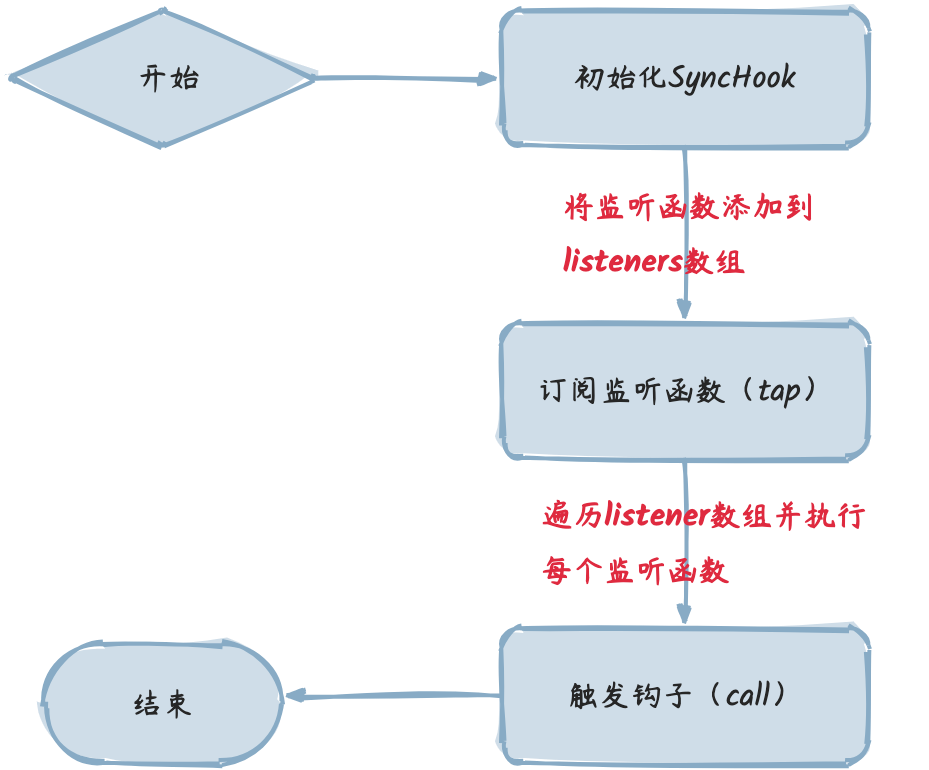 开始
初始化SyncHook
将监听函数添加到
listeners数组
订阅监听函数（tap）
遍历listener数组并执行
每个监听函数
触发钩子（call）
结束